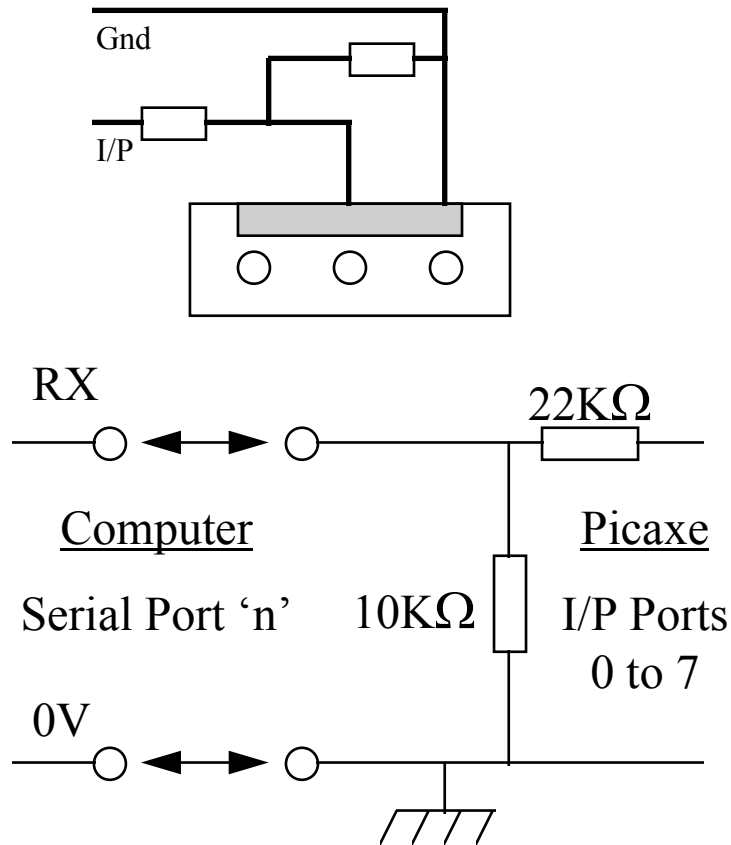 Gnd
I/P
RX
22KΩ
Computer
Picaxe
Serial Port ‘n’
10KΩ
I/P Ports
0 to 7
0V